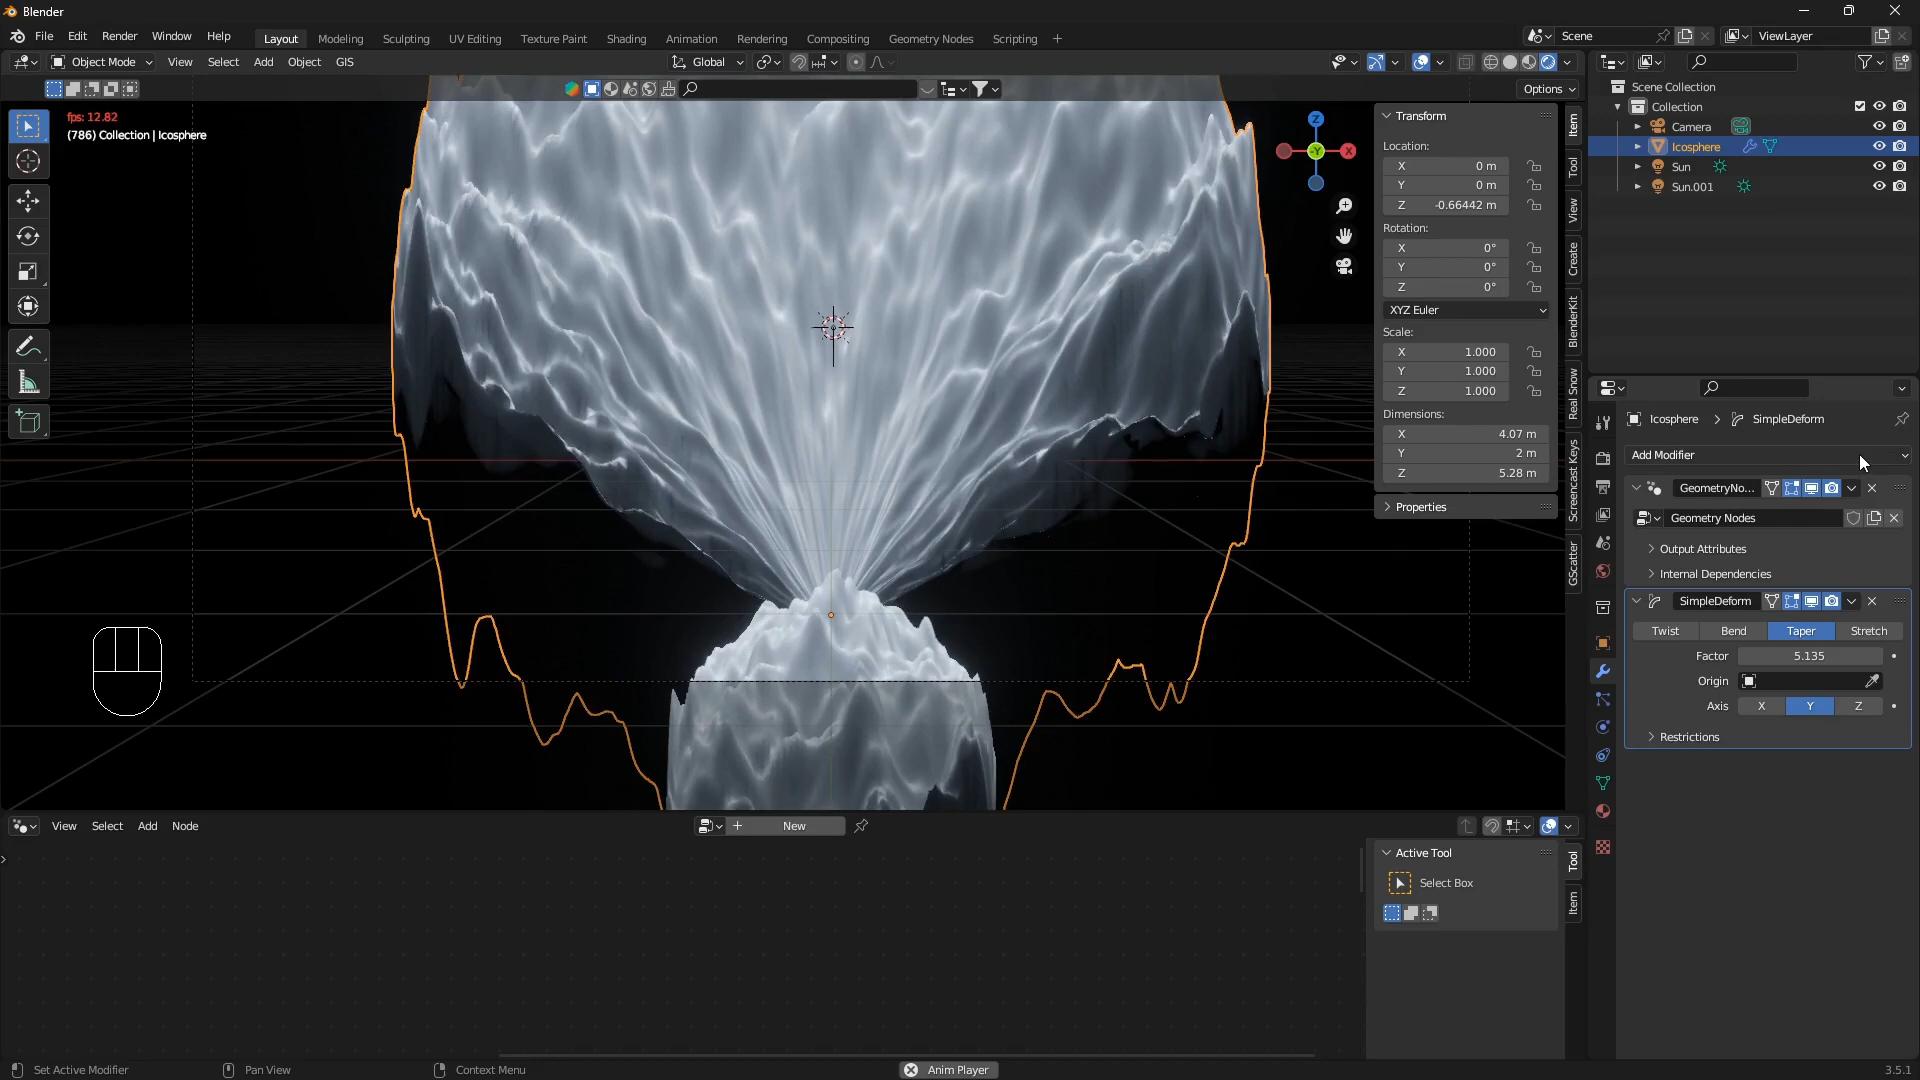 Blender
File Edit Render Window Help
Layout Modeling Sculpting UV Editing Texture Paint Shading Animation Rendering Compositing Geometry Nodes Scripting +
Scene
ViewLayer
Object Mode View Select Add Object GIS
Global
Options
fps: 12.82
(786) Collection | Icosphere
Z
X
-Y
Transform
Location:
X 0 m
Y 0 m
Z -0.66442 m
Rotation:
X 0°
Y 0°
Z 0°
XYZ Euler
Scale:
X 1.000
Y 1.000
Z 1.000
Dimensions:
X 4.07 m
Y 2 m
Z 5.28 m
Properties
Item
Tool
View
Create
BlenderKit
Real Snow
Screencast Keys
GScatter
Scene Collection
Collection
Camera
Icosphere
Sun
Sun.001
Icosphere > SimpleDeform
Add Modifier
GeometryNo...
Geometry Nodes
Output Attributes
Internal Dependencies
SimpleDeform
Twist Bend Taper Stretch
Factor 5.135
Origin
Axis X Y Z
Restrictions
View Select Add Node
+ New
Active Tool
Select Box
Tool
Item
Set Active Modifier
Pan View
Context Menu
Anim Player
3.5.1